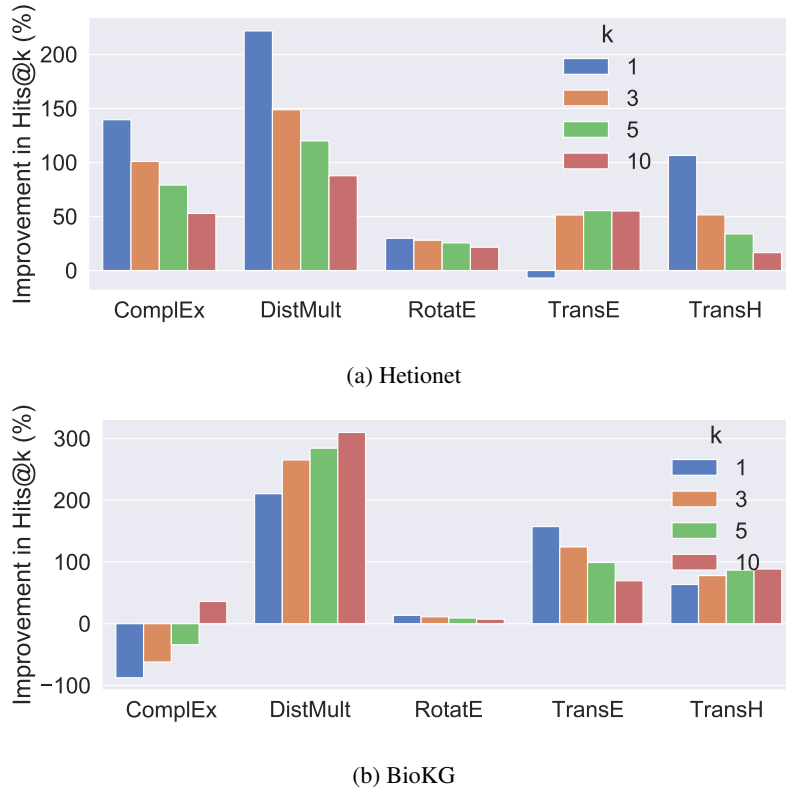 Improvement in Hits@k (%)
200
150
100
50
0
k
1
3
5
10
ComplEx DistMult RotatE TransE TransH
(a) Hetionet
Improvement in Hits@k (%)
300
200
100
0
−100
k
1
3
5
10
ComplEx DistMult RotatE TransE TransH
(b) BioKG